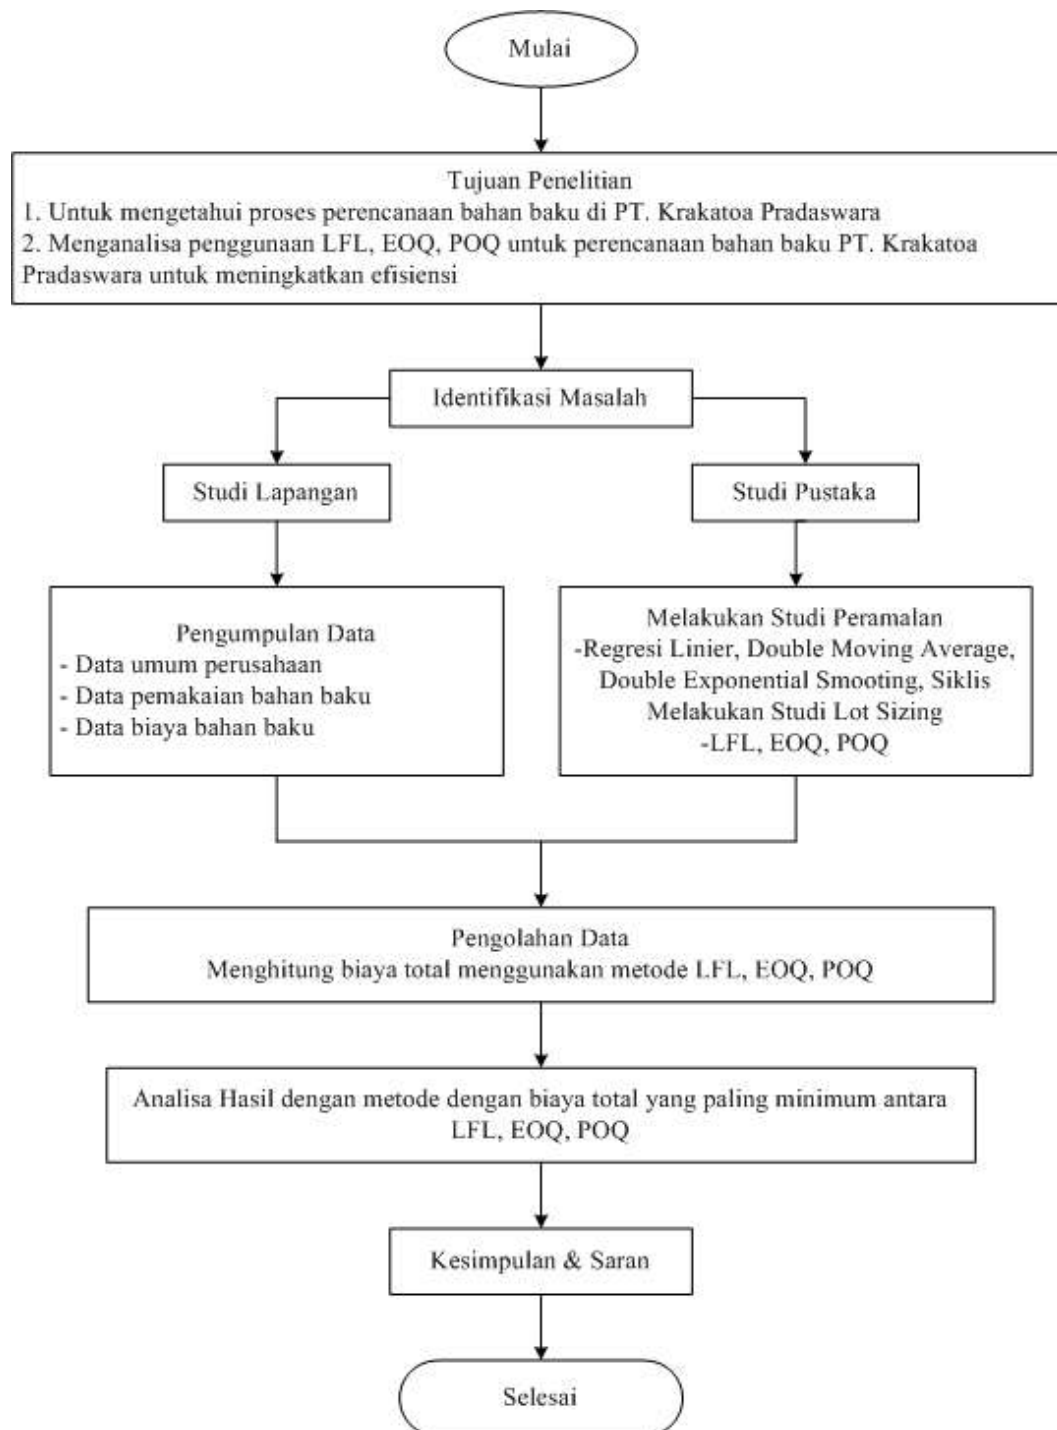 Mulai
Tujuan Penelitian
1. Untuk mengetahui proses perencanaan bahan baku di PT. Krakatoa Pradaswara
2. Menganalisa penggunaan LFL, EOQ, POQ untuk perencanaan bahan baku PT. Krakatoa
Pradaswara untuk meningkatkan efisiensi
Identifikasi Masalah
Studi Lapangan
Studi Pustaka
Pengumpulan Data
- Data umum perusahaan
- Data pemakaian bahan baku
- Data biaya bahan baku
Melakukan Studi Peramalan
-Regresi Linier, Double Moving Average,
Double Exponential Smooting, Siklis
Melakukan Studi Lot Sizing
-LFL, EOQ, POQ
Pengolahan Data
Menghitung biaya total menggunakan metode LFL, EOQ, POQ
Analisa Hasil dengan metode dengan biaya total yang paling minimum antara
LFL, EOQ, POQ
Kesimpulan & Saran
Selesai